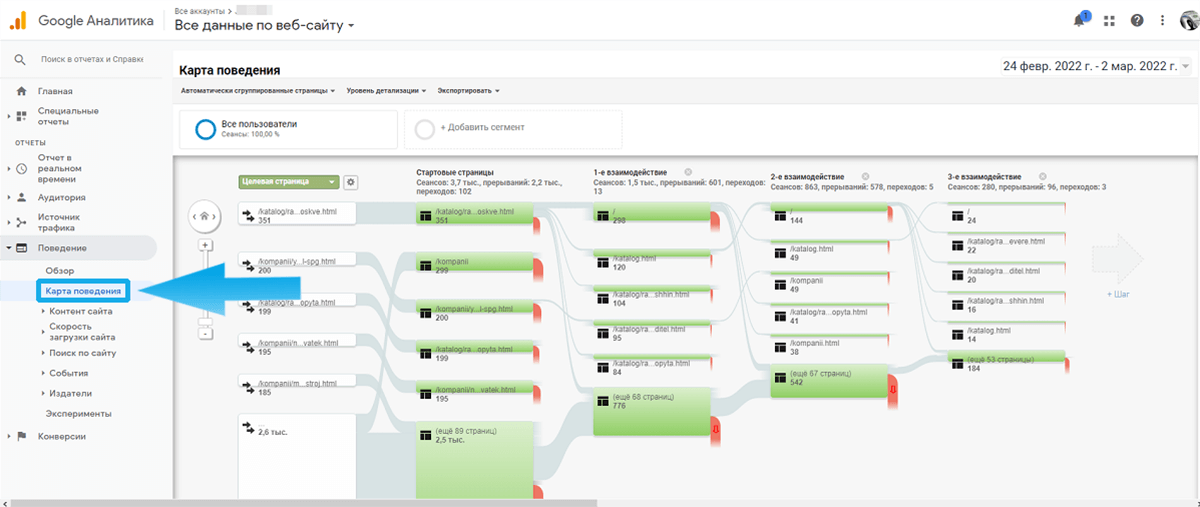 Google Аналитика
Все аккаунты >
Все данные по веб-сайту
1
Поиск в отчетах и Справке
Главная
Специальные
отчеты
ОТЧЕТЫ
Отчет в
реальном
времени
Аудитория
Источник
трафика
Поведение
Обзор
Карта поведения
Контент сайта
Скорость
загрузки сайта
Поиск по сайту
События
Издатели
Эксперименты
Конверсии
Карта поведения
24 февр. 2022 г. - 2 мар. 2022 г.
Автоматически сгруппированные страницы
Уровень детализации
Экспортировать
Все пользователи
Сеансы: 100,00 %
+ Добавить сегмент
Целевая страница
/katalog/ra...oskve.html
351
/kompanii/y...l-spg.html
200
/katalog/ra...opyta.html
199
/kompanii/n...vatek.html
195
/kompanii/m...stroj.html
185
...
2,6 тыс.
Стартовые страницы
Сеансов: 3,7 тыс., прерываний: 2,2 тыс.,
переходов: 102
/katalog/ra...oskve.html
351
/kompanii
299
/kompanii/y...l-spg.html
200
/katalog/ra...opyta.html
199
/kompanii/n...vatek.html
195
(ещё 89 страниц)
2,5 тыс.
1-е взаимодействие
Сеансов: 1,5 тыс., прерываний: 601, переходов:
13
/
298
/katalog.html
120
/katalog/ra...shhin.html
104
/katalog/ra...ditel.html
95
/katalog/ra...opyta.html
84
(ещё 68 страниц)
776
2-е взаимодействие
Сеансов: 863, прерываний: 578, переходов: 5
/
144
/katalog.html
49
/kompanii
49
/katalog/ra...opyta.html
41
/kompanii.html
38
(ещё 67 страниц)
542
3-е взаимодействие
Сеансов: 280, прерываний: 96, переходов: 3
/
24
/katalog/ra...evere.html
22
/katalog/ra...ditel.html
20
/katalog/ra...shhin.html
16
/katalog.html
14
(ещё 53 страницы)
184
+ Шаг